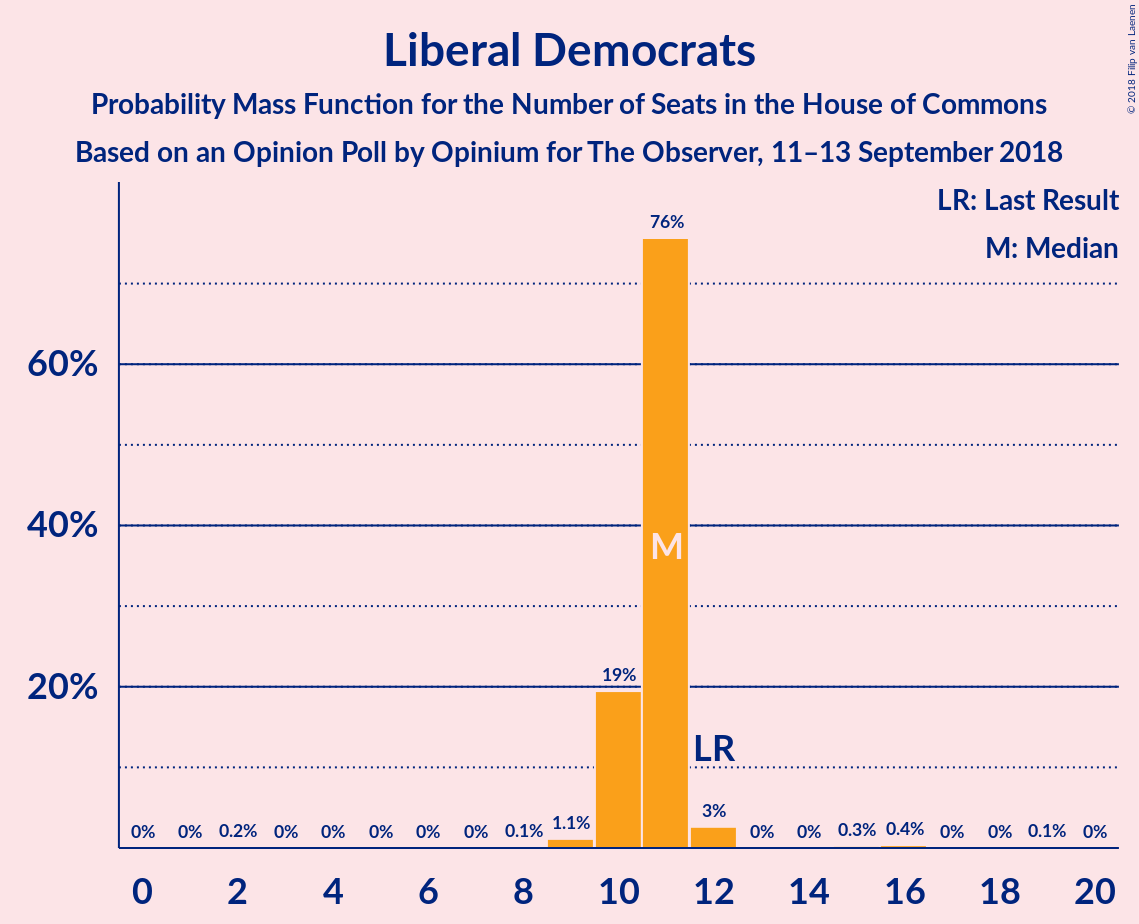 © 2018 Filip van Laenen
Liberal Democrats
Probability Mass Function for the Number of Seats in the House of Commons
Based on an Opinion Poll by Opinium for The Observer, 11–13 September 2018
LR: Last Result
M: Median
60%
40%
20%
0% 0% 0.2% 0% 0% 0% 0% 0% 0.1% 1.1% 19% 76% 3% 0% 0% 0.3% 0.4% 0% 0% 0.1% 0%
M
LR
0 2 4 6 8 10 12 14 16 18 20